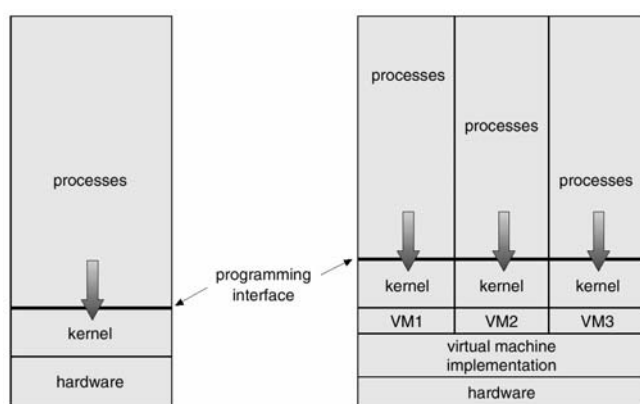 processes
kernel
hardware
programming
interface
processes
processes
processes
kernel kernel kernel
VM1 VM2 VM3
virtual machine
implementation
hardware